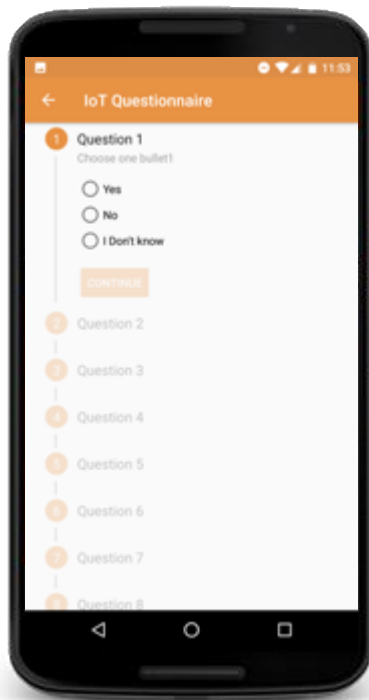 11:53
IoT Questionnaire
1 Question 1
Choose one bullet1
Yes
No
I Don't know
CONTINUE
2 Question 2
3 Question 3
4 Question 4
5 Question 5
6 Question 6
7 Question 7
8 Question 8